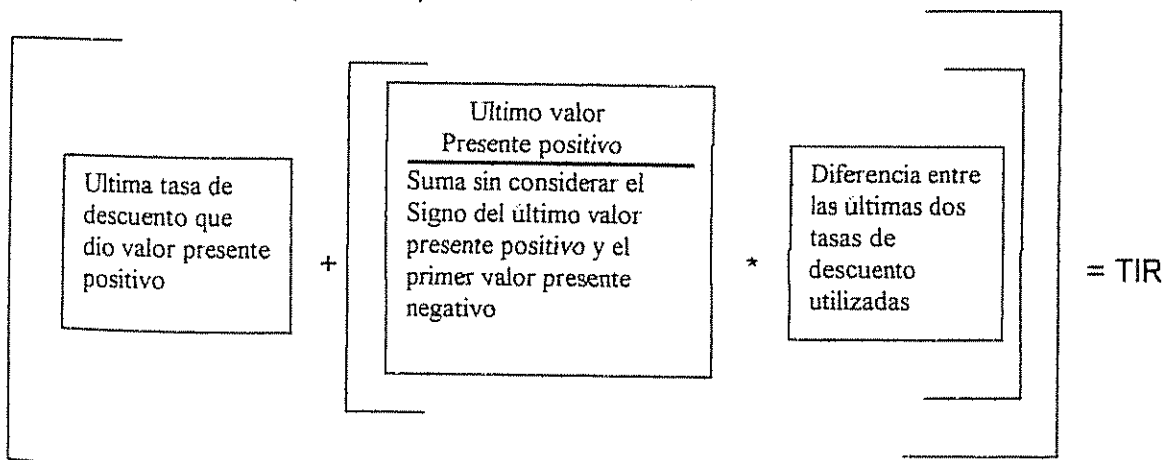 Ultimo valor
Presente positivo
Ultima tasa de
descuento que
dio valor presente
positivo
+
Suma sin considerar el
Signo del último valor
presente positivo y el
primer valor presente
negativo
*
Diferencia entre
las últimas dos
tasas de
descuento
utilizadas
= TIR